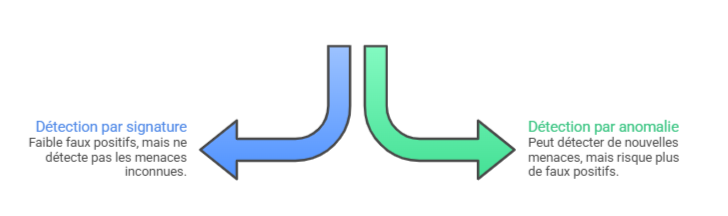 Détection par signature
Faible faux positifs, mais ne
détecte pas les menaces
inconnues.
Détection par anomalie
Peut détecter de nouvelles
menaces, mais risque plus
de faux positifs.